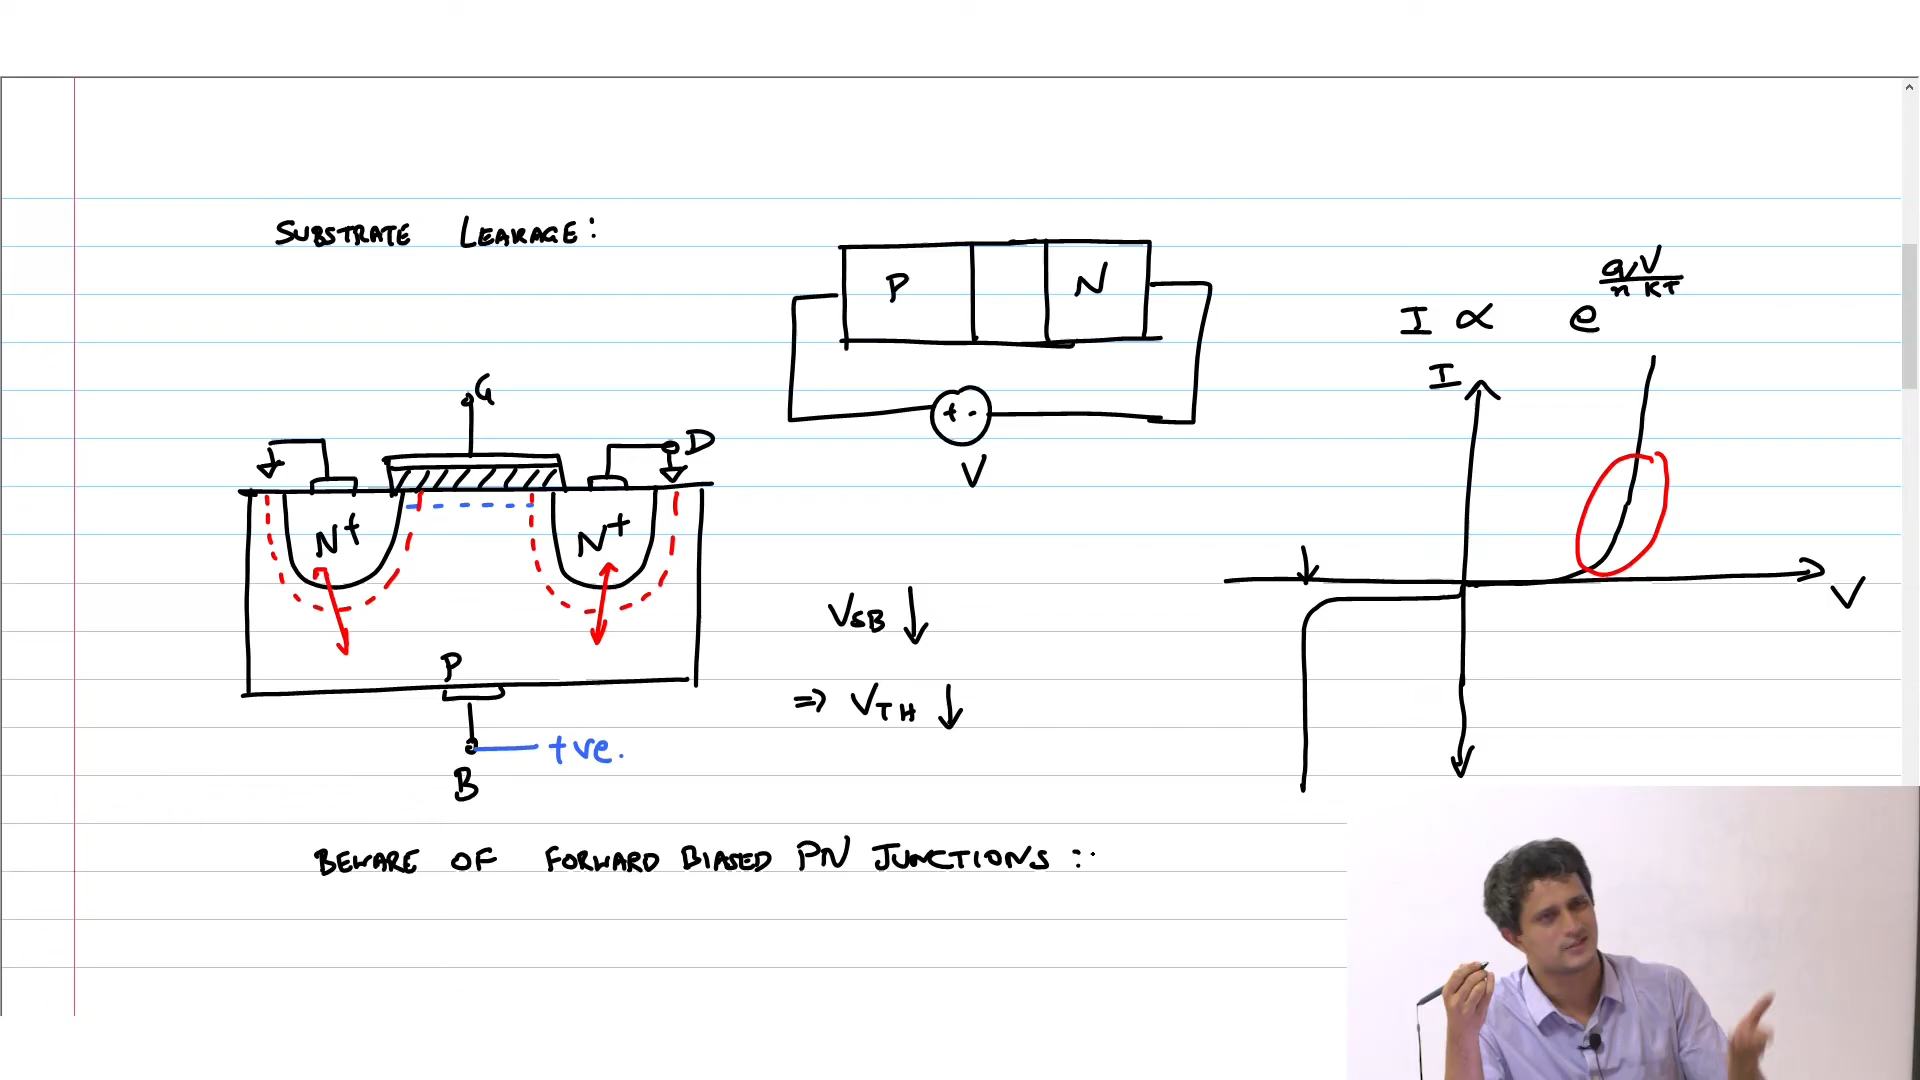 SUBSTRATE LEAKAGE:
P
N
+ -
V
I ∝ e^(qV / nKT)
I
V
G
D
N+
N+
P
B
+ve.
VSB ↓
⇒ VTH ↓
BEWARE OF FORWARD BIASED PN JUNCTIONS :